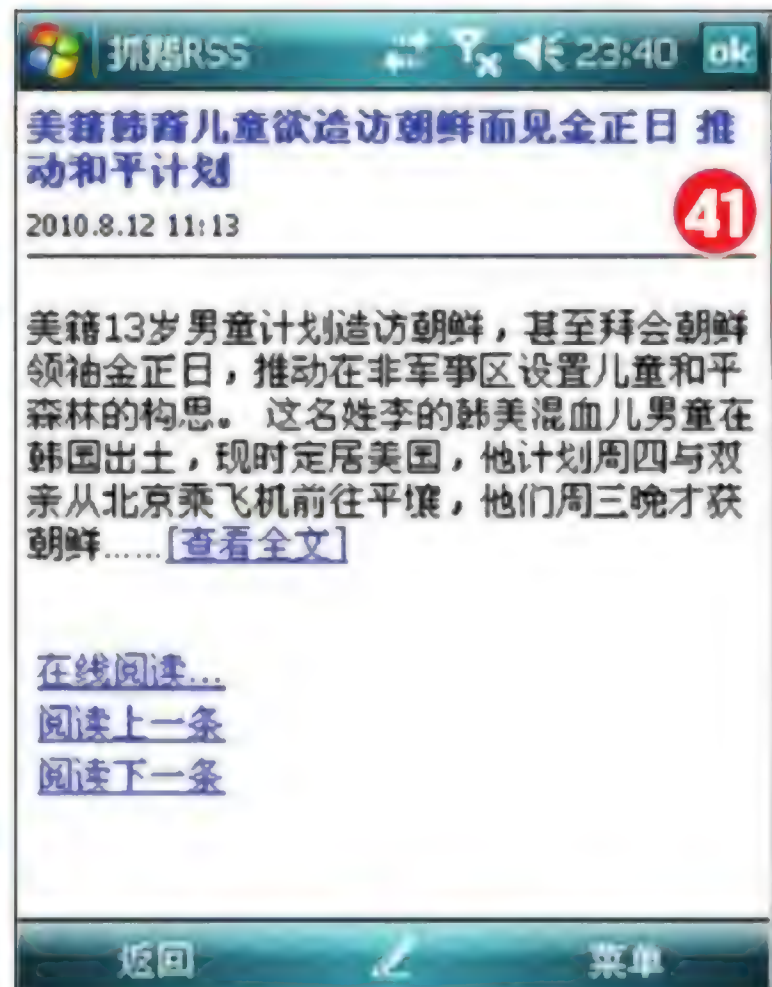 抓虾RSS 23:40 ok
美籍韩裔儿童欲造访朝鲜面见金正日 推
动和平计划
41
2010.8.12 11:13
美籍13岁男童计划造访朝鲜，甚至拜会朝鲜
领袖金正日，推动在非军事区设置儿童和平
森林的构思。 这名姓李的韩美混血儿男童在
韩国出土，现时定居美国，他计划周四与双
亲从北京乘飞机前往平壤，他们周三晚才获
朝鲜......[查看全文]
在线阅读...
阅读上一条
阅读下一条
返回 菜单